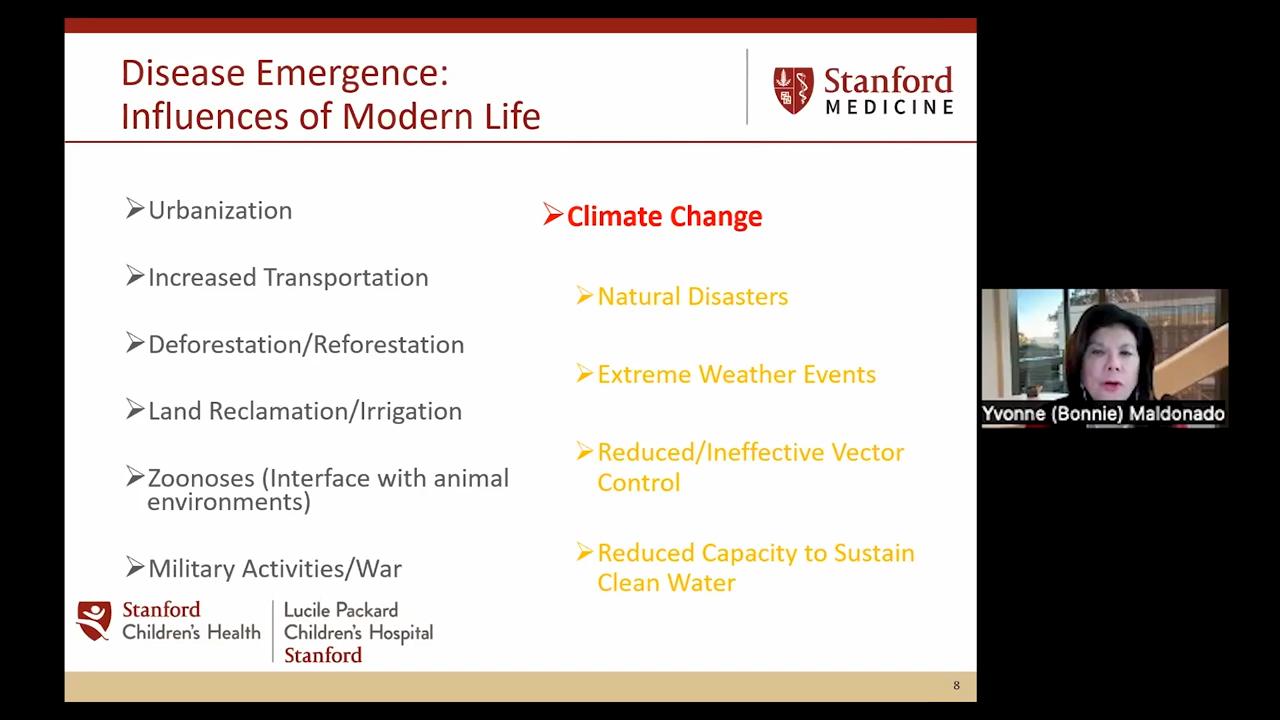 Disease Emergence:
Influences of Modern Life
Stanford
MEDICINE
➢Urbanization
➢Increased Transportation
➢Deforestation/Reforestation
➢Land Reclamation/Irrigation
➢Zoonoses (Interface with animal
environments)
➢Military Activities/War
➢Climate Change
➢Natural Disasters
➢Extreme Weather Events
➢Reduced/Ineffective Vector
Control
➢Reduced Capacity to Sustain
Clean Water
Stanford
Children's Health
Lucile Packard
Children's Hospital
Stanford
8
Yvonne (Bonnie) Maldonado